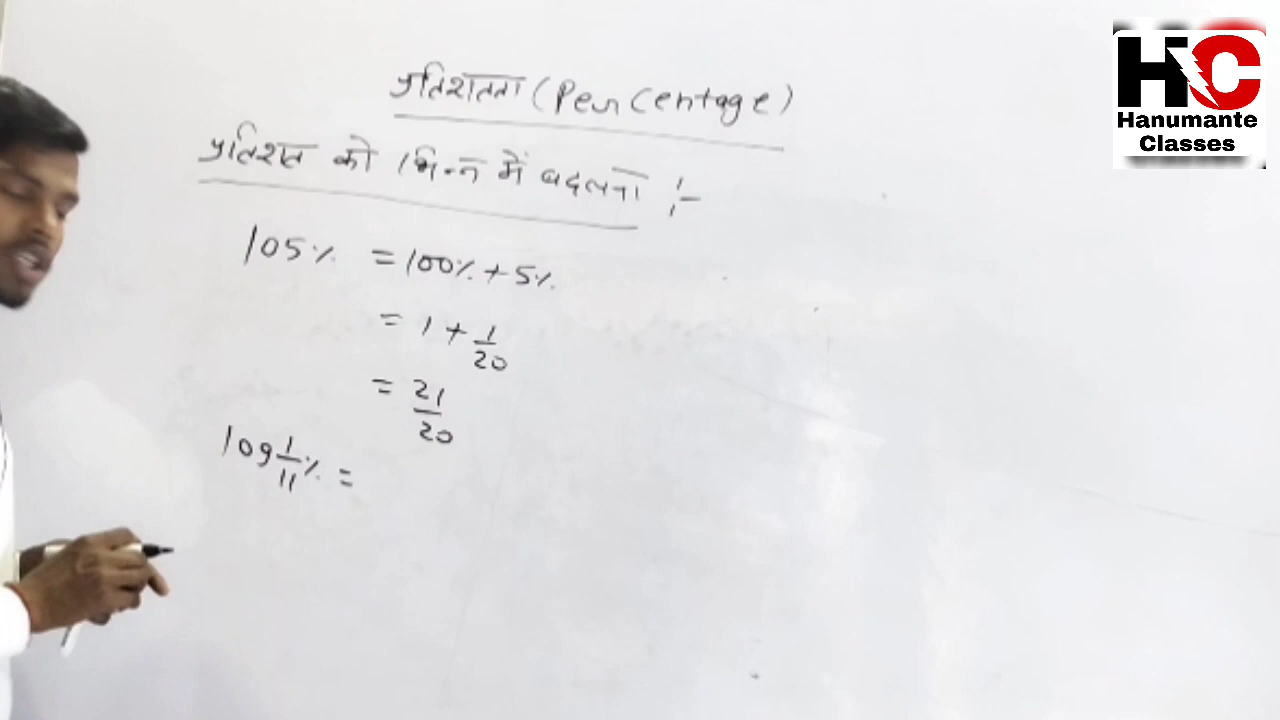 HC
Hanumante
Classes
प्रतिशतता (Percentage)
प्रतिशत को भिन्न में बदलना :-
105% = 100% + 5%
= 1 + 1/20
= 21/20
109 1/11 % =